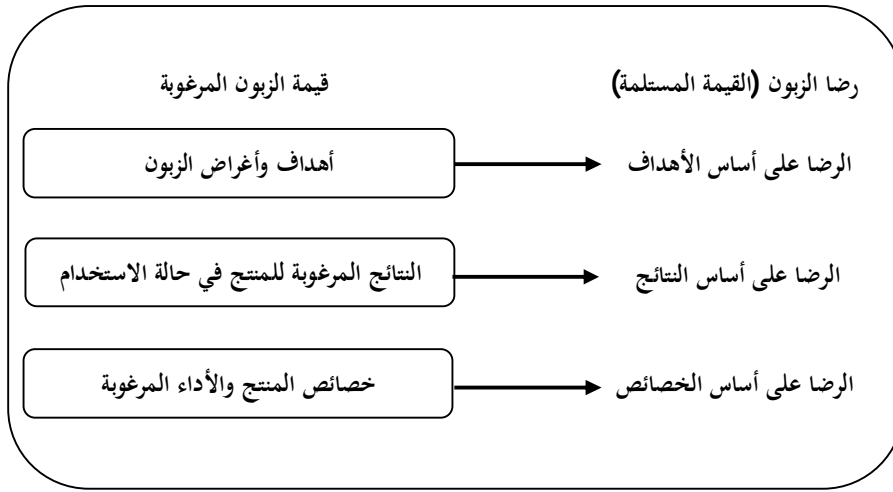 رضا الزبون (القيمة المستلمة)
قيمة الزبون المرغوبة
الرضا على أساس الأهداف
أهداف وأغراض الزبون
الرضا على أساس النتائج
النتائج المرغوبة للمنتج في حالة الاستخدام
الرضا على أساس الخصائص
خصائص المنتج والأداء المرغوبة